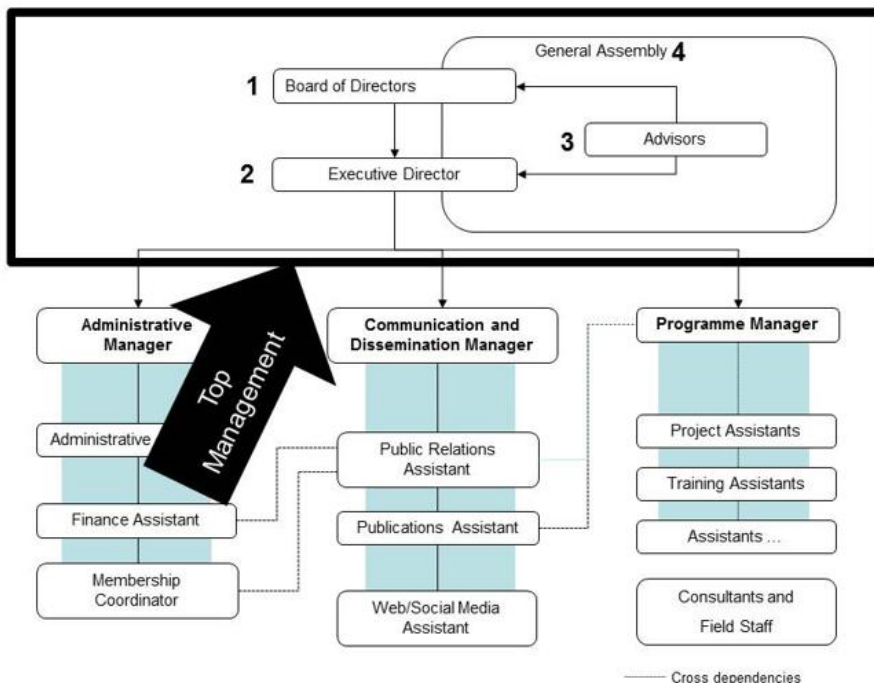 General Assembly 4
1 Board of Directors
3 Advisors
2 Executive Director
Administrative
Manager
Communication and
Dissemination Manager
Programme Manager
Top
Management
Administrative
Public Relations
Assistant
Project Assistants
Training Assistants
Finance Assistant
Publications Assistant
Assistants ...
Membership
Coordinator
Web/Social Media
Assistant
Consultants and
Field Staff
Cross dependencies